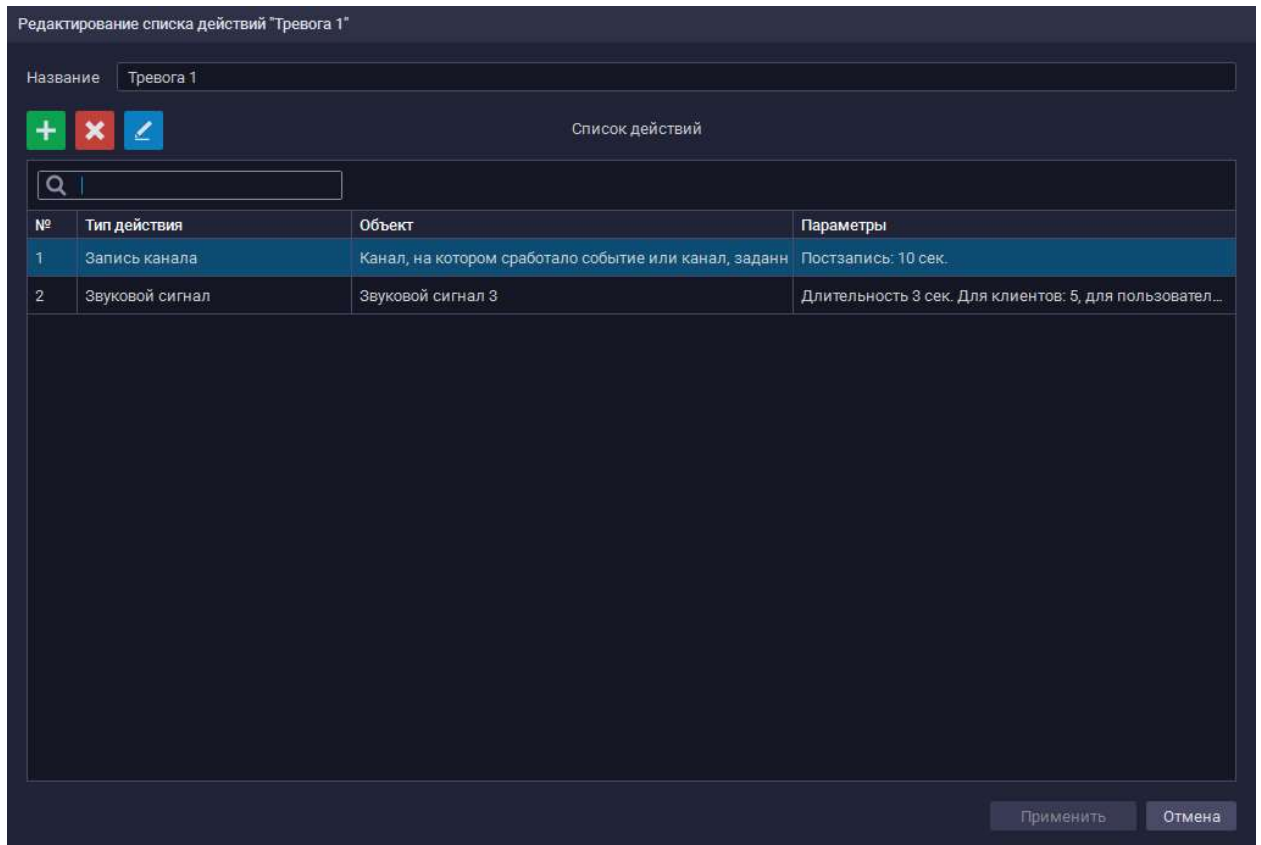 Редактирование списка действий "Тревога 1"
Название Тревога 1
Список действий
№ Тип действия Объект Параметры
1 Запись канала Канал, на котором сработало событие или канал, заданн Постзапись: 10 сек.
2 Звуковой сигнал Звуковой сигнал 3 Длительность 3 сек. Для клиентов: 5, для пользовател...
Применить Отмена